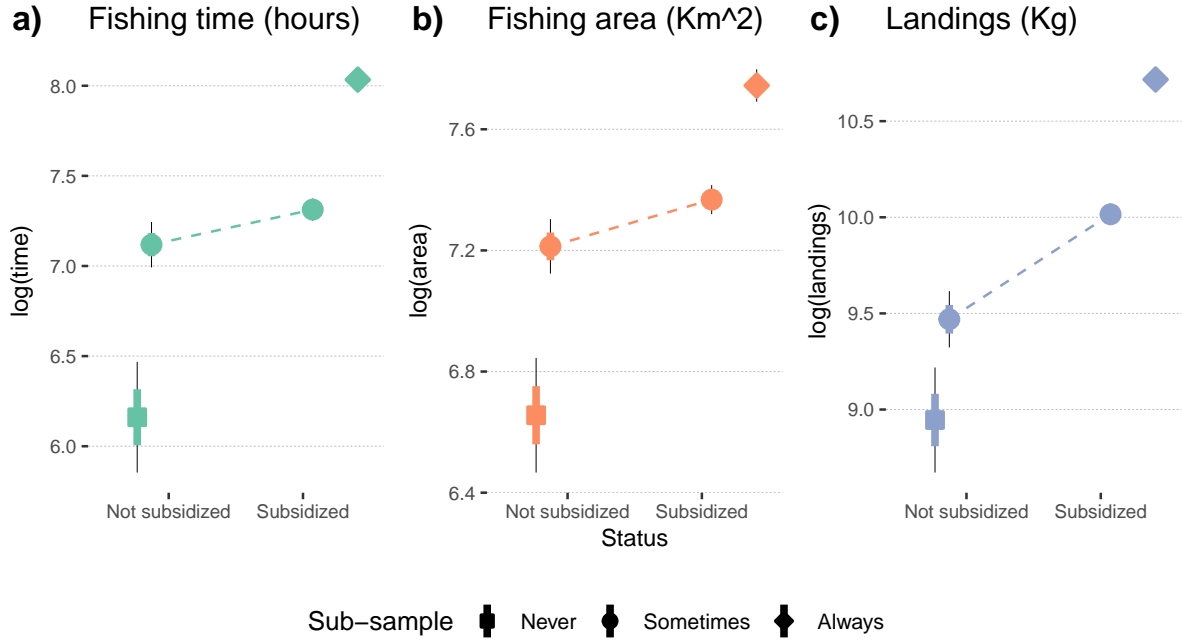 a) Fishing time (hours)
b) Fishing area (Km^2)
c) Landings (Kg)
log(time)
8.0
7.5
7.0
6.5
6.0
Not subsidized
Subsidized
log(area)
7.6
7.2
6.8
6.4
Not subsidized
Subsidized
Status
log(landings)
10.5
10.0
9.5
9.0
Not subsidized
Subsidized
Sub−sample Never Sometimes Always